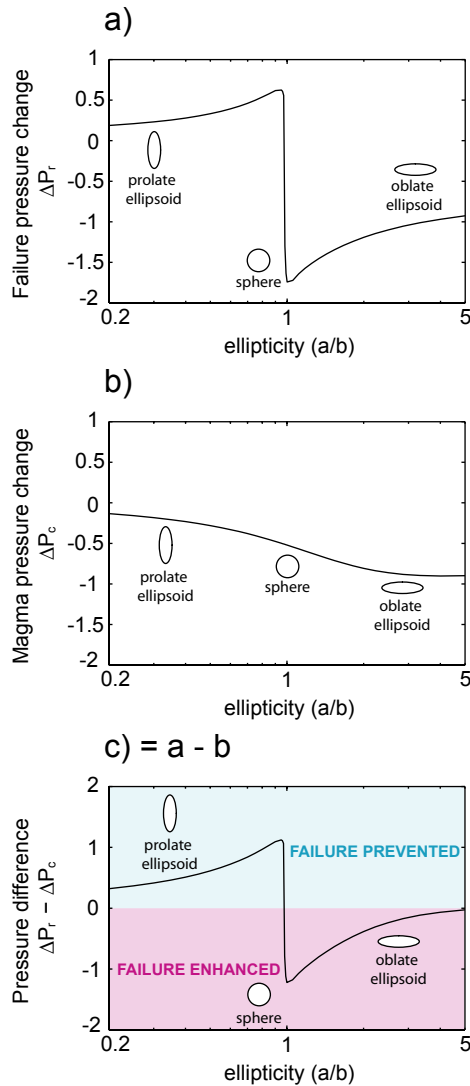 a)
Failure pressure change
ΔPr
1
0.5
0
-0.5
-1
-1.5
-2
prolate
ellipsoid
oblate
ellipsoid
sphere
0.2
1
5
ellipticity (a/b)
b)
Magma pressure change
ΔPc
1
0.5
0
-0.5
-1
-1.5
-2
prolate
ellipsoid
sphere
oblate
ellipsoid
0.2
1
5
ellipticity (a/b)
c) = a - b
Pressure difference
ΔPr − ΔPc
2
1
0
-1
-2
prolate
ellipsoid
FAILURE PREVENTED
FAILURE ENHANCED
oblate
ellipsoid
sphere
0.2
1
5
ellipticity (a/b)